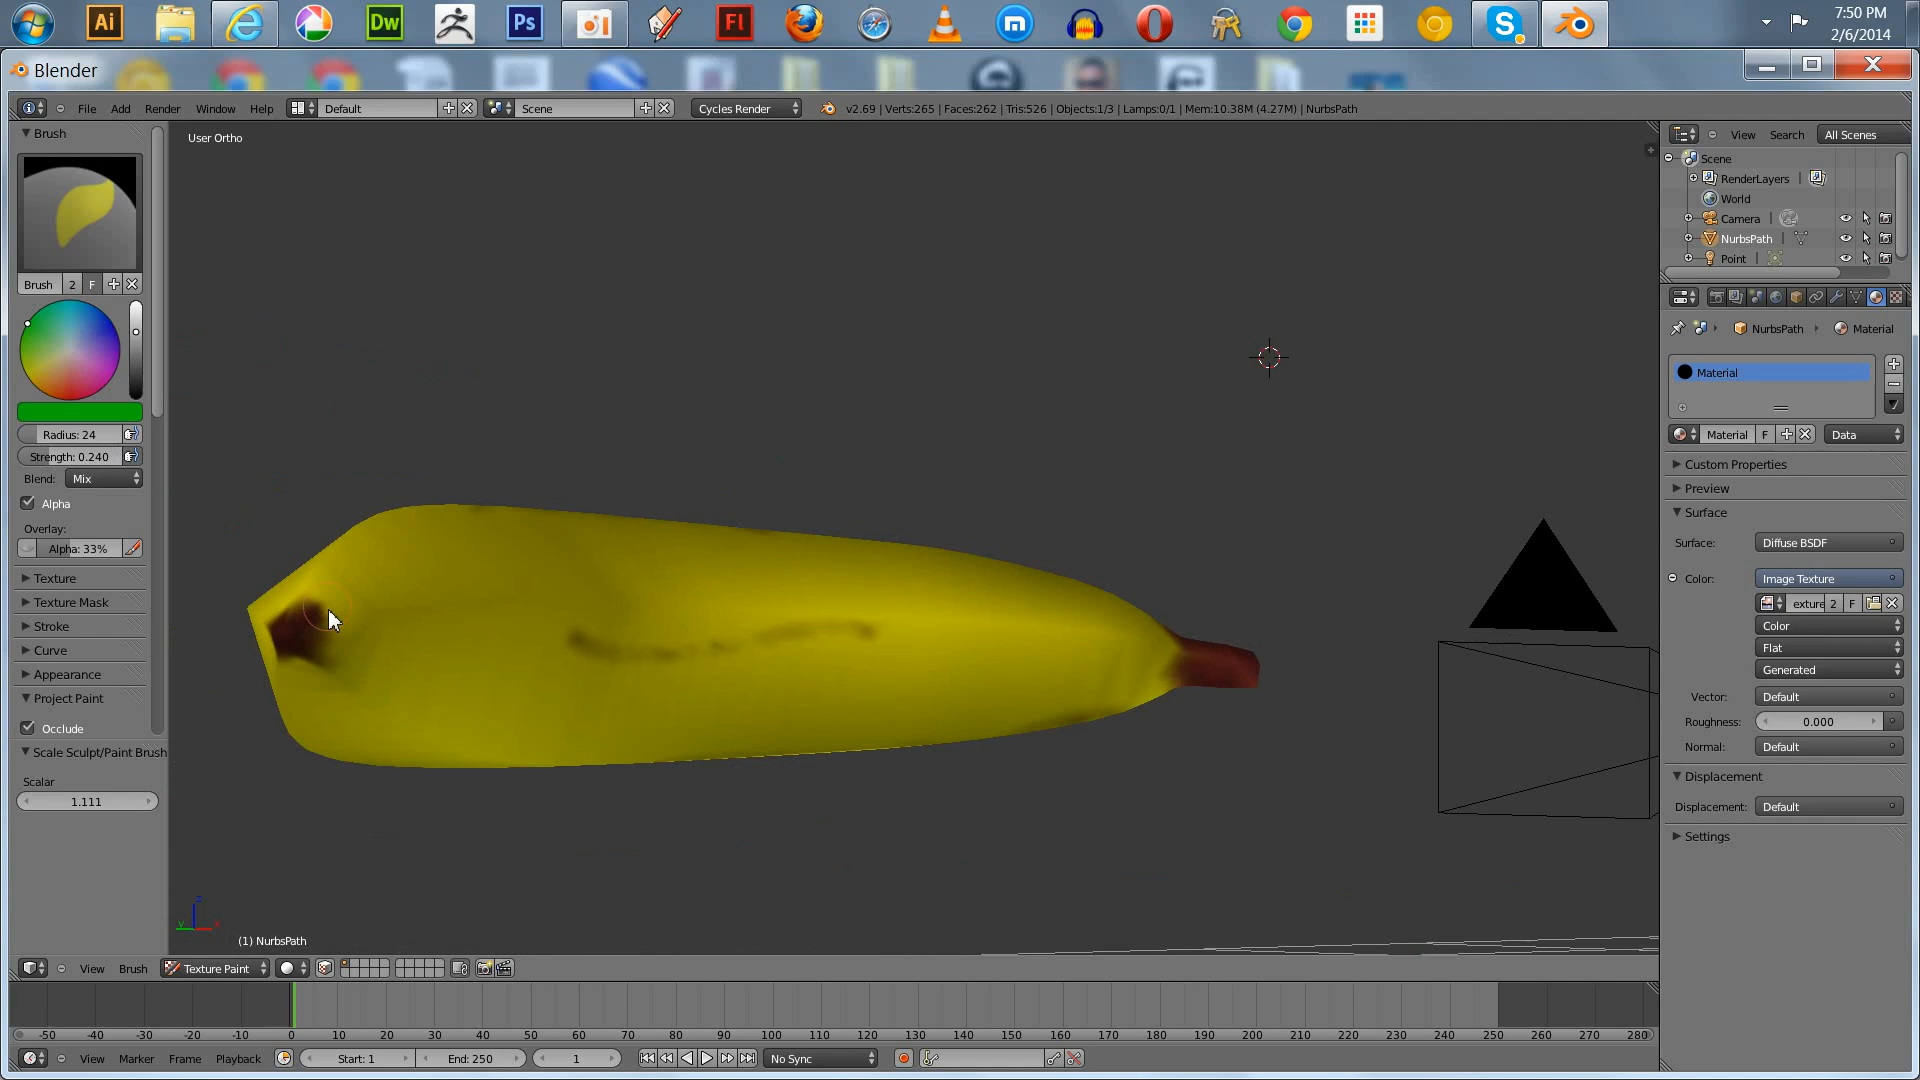 Ai
Dw
Ps
Fl
7:50 PM
2/6/2014
Blender
File Add Render Window Help Default Scene Cycles Render v2.69 | Verts:265 | Faces:262 | Tris:526 | Objects:1/3 | Lamps:0/1 | Mem:10.38M (4.27M) | NurbsPath
Brush
User Ortho
View Search All Scenes
Scene
RenderLayers
World
Camera
NurbsPath
Point
Brush 2 F
NurbsPath Material
Material
Radius: 24
Material F Data
Strength: 0.240
Custom Properties
Blend: Mix
Preview
Alpha
Surface
Overlay:
Surface: Diffuse BSDF
Alpha: 33%
Color: Image Texture
Texture
exture 2 F
Texture Mask
Color
Stroke
Flat
Curve
Generated
Appearance
Vector: Default
Project Paint
Roughness: 0.000
Occlude
Normal: Default
Scale Sculpt/Paint Brush
Displacement
Scalar
1.111
Displacement: Default
Settings
z
y x
(1) NurbsPath
View Brush Texture Paint
-50 -40 -30 -20 -10 0 10 20 30 40 50 60 70 80 90 100 110 120 130 140 150 160 170 180 190 200 210 220 230 240 250 260 270 280
View Marker Frame Playback Start: 1 End: 250 1 No Sync